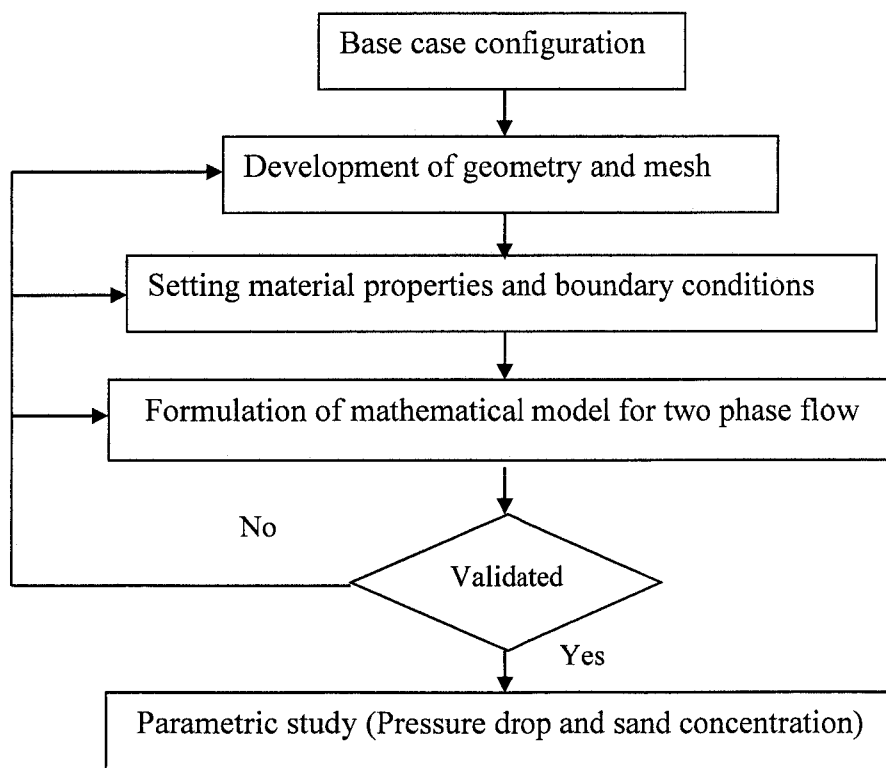 Base case configuration
Development of geometry and mesh
Setting material properties and boundary conditions
Formulation of mathematical model for two phase flow
No
Validated
Yes
Parametric study (Pressure drop and sand concentration)